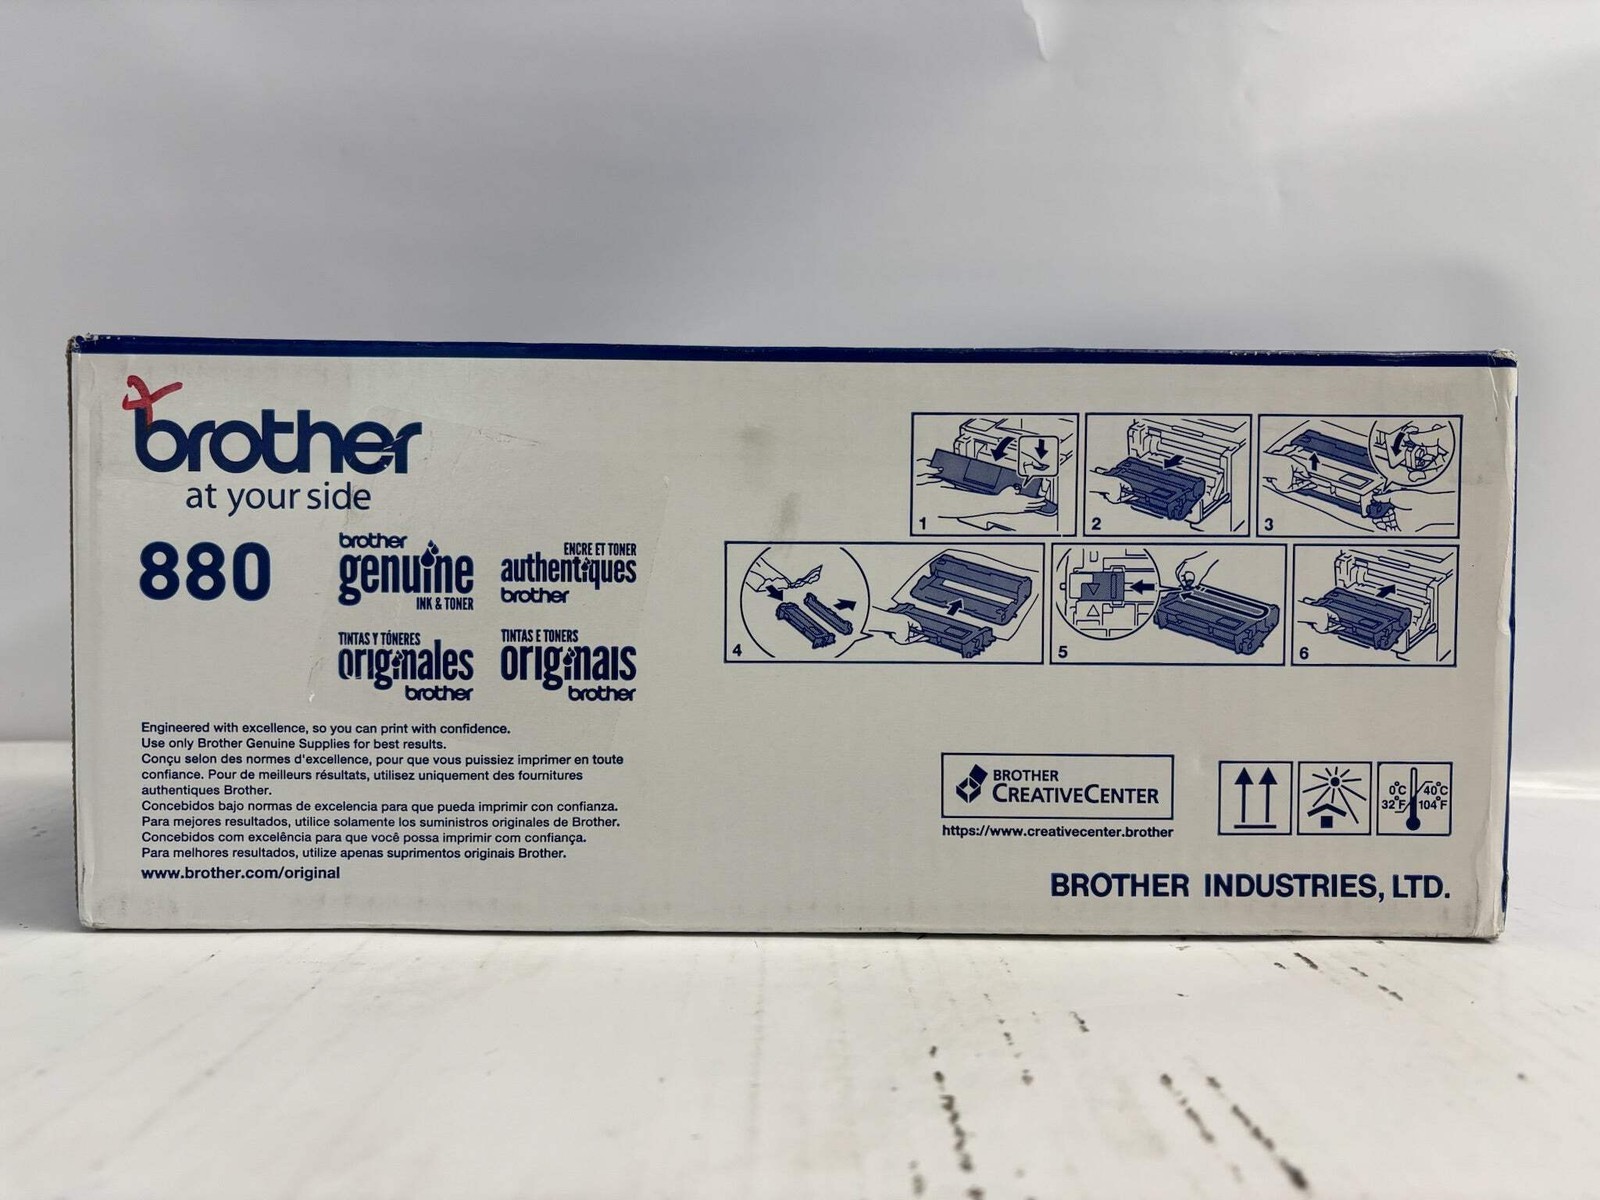 brother
at your side
880
brother
genuine
INK & TONER
ENCRE ET TONER
authentiques
brother
TINTAS Y TÓNERES
originales
brother
TINTAS E TONERS
originais
brother
Engineered with excellence, so you can print with confidence.
Use only Brother Genuine Supplies for best results.
Conçu selon des normes d'excellence, pour que vous puissiez imprimer en toute
confiance. Pour de meilleurs résultats, utilisez uniquement des fournitures
authentiques Brother.
Concebidos bajo normas de excelencia para que pueda imprimir con confianza.
Para mejores resultados, utilice solamente los suministros originales de Brother.
Concebidos com excelência para que você possa imprimir com confiança.
Para melhores resultados, utilize apenas suprimentos originais Brother.
www.brother.com/original
1
2
3
4
5
6
BROTHER
CREATIVECENTER
https://www.creativecenter.brother
0°C 40°C
32°F 104°F
BROTHER INDUSTRIES, LTD.